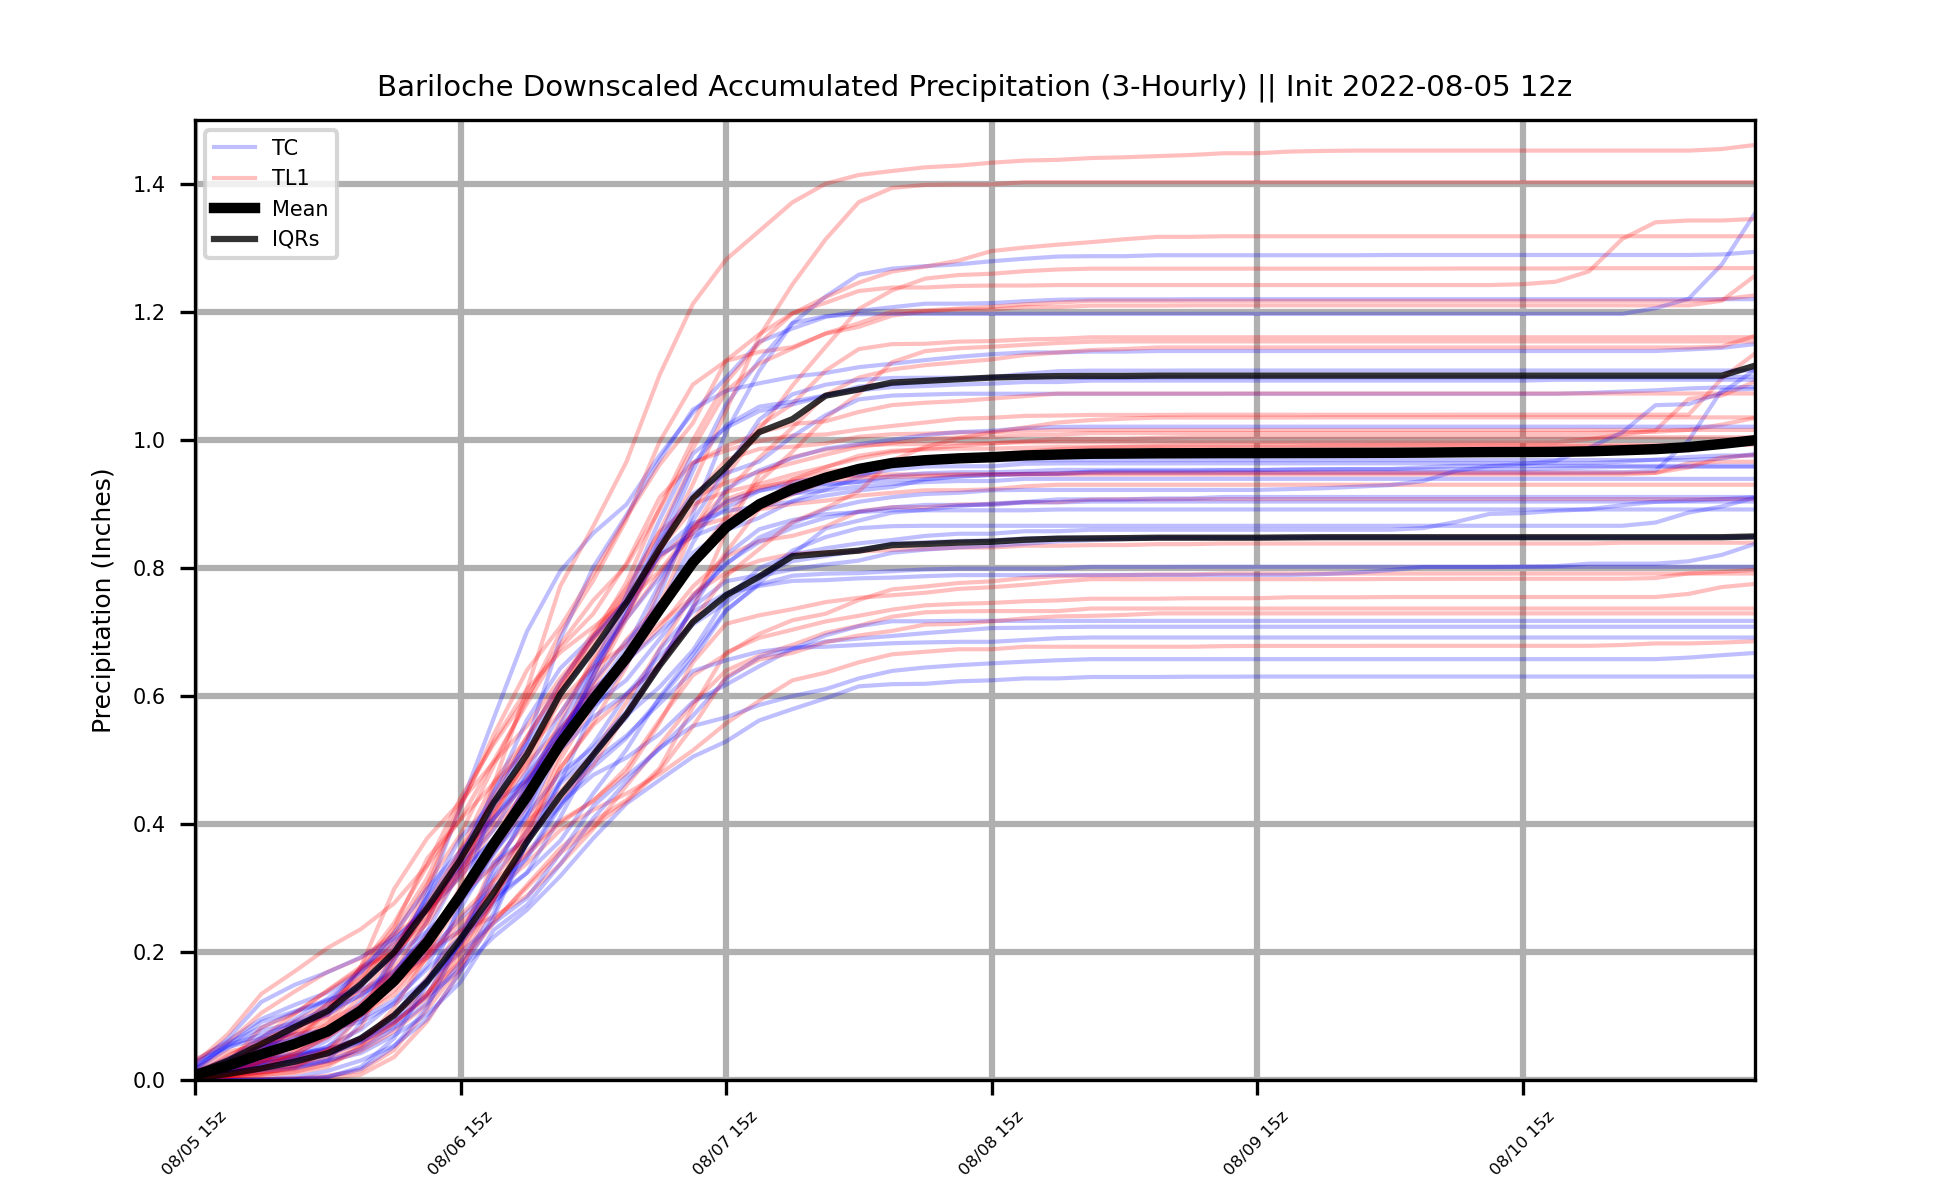 Bariloche Downscaled Accumulated Precipitation (3-Hourly) || Init 2022-08-05 12z
TC
TL1
Mean
IQRs
Precipitation (Inches)
1.4
1.2
1.0
0.8
0.6
0.4
0.2
0.0
08/05 15z
08/06 15z
08/07 15z
08/08 15z
08/09 15z
08/10 15z